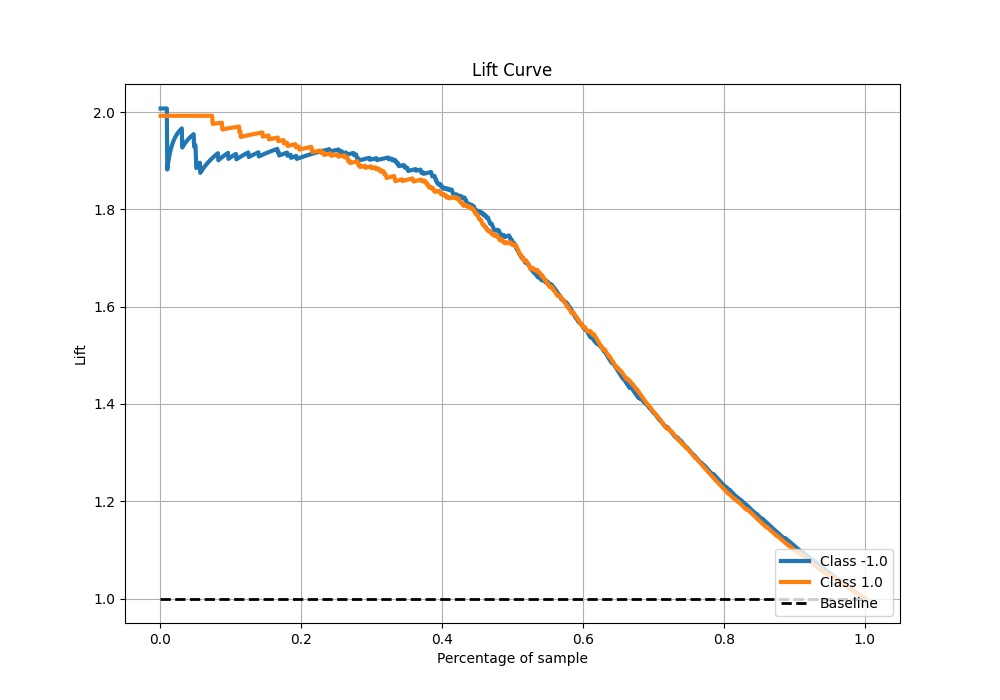 Lift Curve
Lift
2.0
1.8
1.6
1.4
1.2
1.0
0.0 0.2 0.4 0.6 0.8 1.0
Percentage of sample
Class -1.0
Class 1.0
Baseline